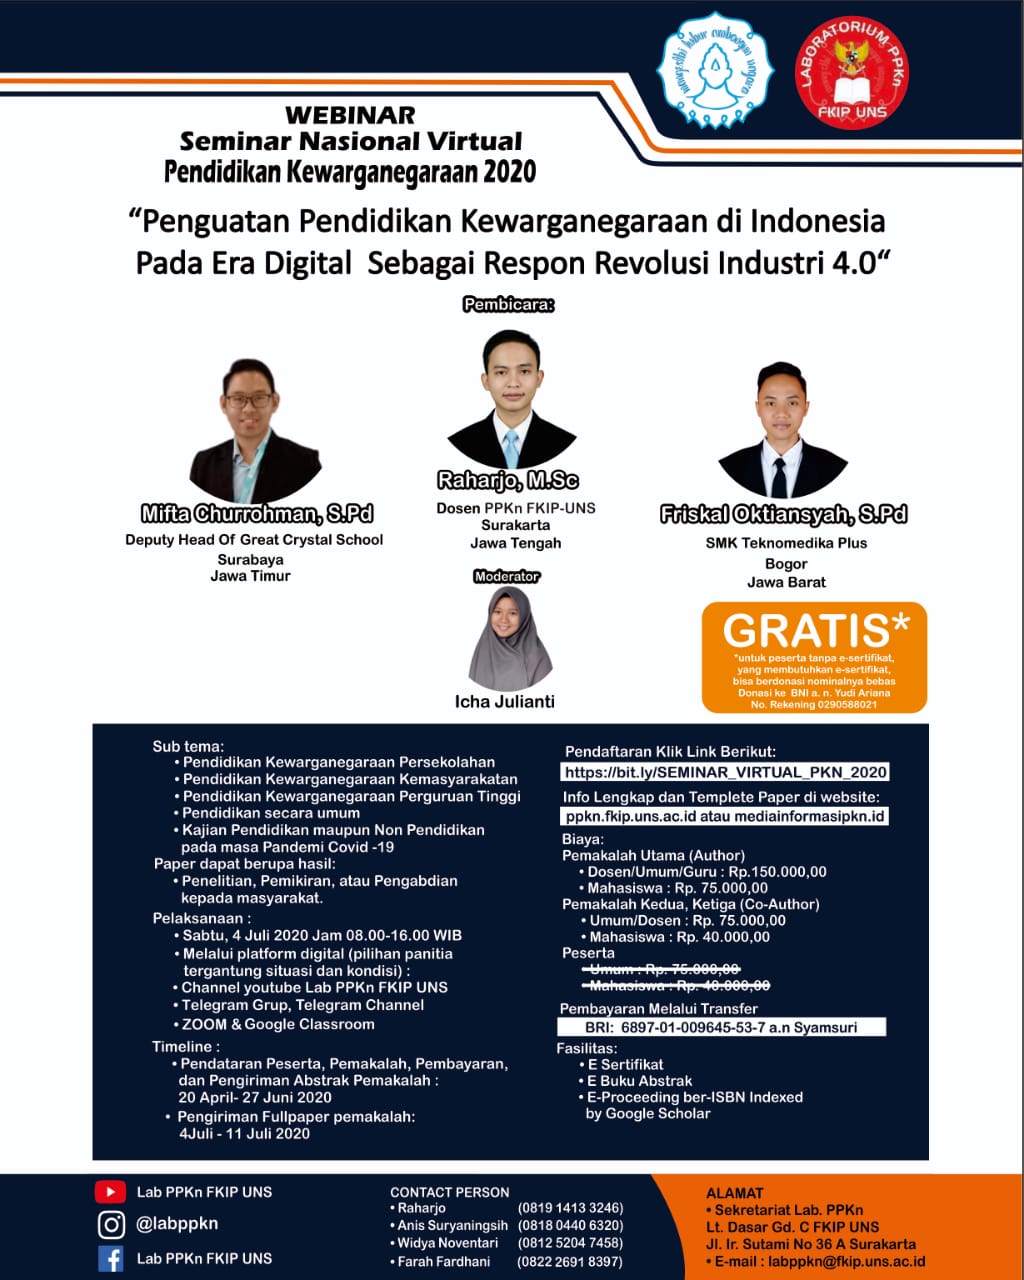 LABORATORIUM PPKn
FKIP UNS
WEBINAR
Seminar Nasional Virtual
Pendidikan Kewarganegaraan 2020
“Penguatan Pendidikan Kewarganegaraan di Indonesia
Pada Era Digital Sebagai Respon Revolusi Industri 4.0“
Pembicara:
Mifta Churrohman, S.Pd
Deputy Head Of Great Crystal School
Surabaya
Jawa Timur
Raharjo, M.Sc
Dosen PPKn FKIP-UNS
Surakarta
Jawa Tengah
Friskal Oktiansyah, S.Pd
SMK Teknomedika Plus
Bogor
Jawa Barat
Moderator
Icha Julianti
GRATIS*
*untuk peserta tanpa e-sertifikat,
yang membutuhkan e-sertifikat,
bisa berdonasi nominalnya bebas
Donasi ke BNI a. n. Yudi Ariana
No. Rekening 0290588021
Sub tema:
• Pendidikan Kewarganegaraan Persekolahan
• Pendidikan Kewarganegaraan Kemasyarakatan
• Pendidikan Kewarganegaraan Perguruan Tinggi
• Pendidikan secara umum
• Kajian Pendidikan maupun Non Pendidikan
pada masa Pandemi Covid -19
Paper dapat berupa hasil:
• Penelitian, Pemikiran, atau Pengabdian
kepada masyarakat.
Pelaksanaan :
• Sabtu, 4 Juli 2020 Jam 08.00-16.00 WIB
• Melalui platform digital (pilihan panitia
tergantung situasi dan kondisi) :
• Channel youtube Lab PPKn FKIP UNS
• Telegram Grup, Telegram Channel
• ZOOM & Google Classroom
Timeline :
• Pendataran Peserta, Pemakalah, Pembayaran,
dan Pengiriman Abstrak Pemakalah :
20 April- 27 Juni 2020
• Pengiriman Fullpaper pemakalah:
4Juli - 11 Juli 2020
Pendaftaran Klik Link Berikut:
https://bit.ly/SEMINAR_VIRTUAL_PKN_2020
Info Lengkap dan Templete Paper di website:
ppkn.fkip.uns.ac.id atau mediainformasipkn.id
Biaya:
Pemakalah Utama (Author)
• Dosen/Umum/Guru : Rp.150.000,00
• Mahasiswa : Rp. 75.000,00
Pemakalah Kedua, Ketiga (Co-Author)
• Umum/Dosen : Rp. 75.000,00
• Mahasiswa : Rp. 40.000,00
Peserta
• Umum : Rp. 75.000,00
• Mahasiswa : Rp. 40.000,00
Pembayaran Melalui Transfer
BRI: 6897-01-009645-53-7 a.n Syamsuri
Fasilitas:
• E Sertifikat
• E Buku Abstrak
• E-Proceeding ber-ISBN Indexed
by Google Scholar
Lab PPKn FKIP UNS
@labppkn
Lab PPKn FKIP UNS
CONTACT PERSON
• Raharjo (0819 1413 3246)
• Anis Suryaningsih (0818 0440 6320)
• Widya Noventari (0812 5204 7458)
• Farah Fardhani (0822 2691 8397)
ALAMAT
• Sekretariat Lab. PPKn
Lt. Dasar Gd. C FKIP UNS
Jl. Ir. Sutami No 36 A Surakarta
• E-mail : labppkn@fkip.uns.ac.id